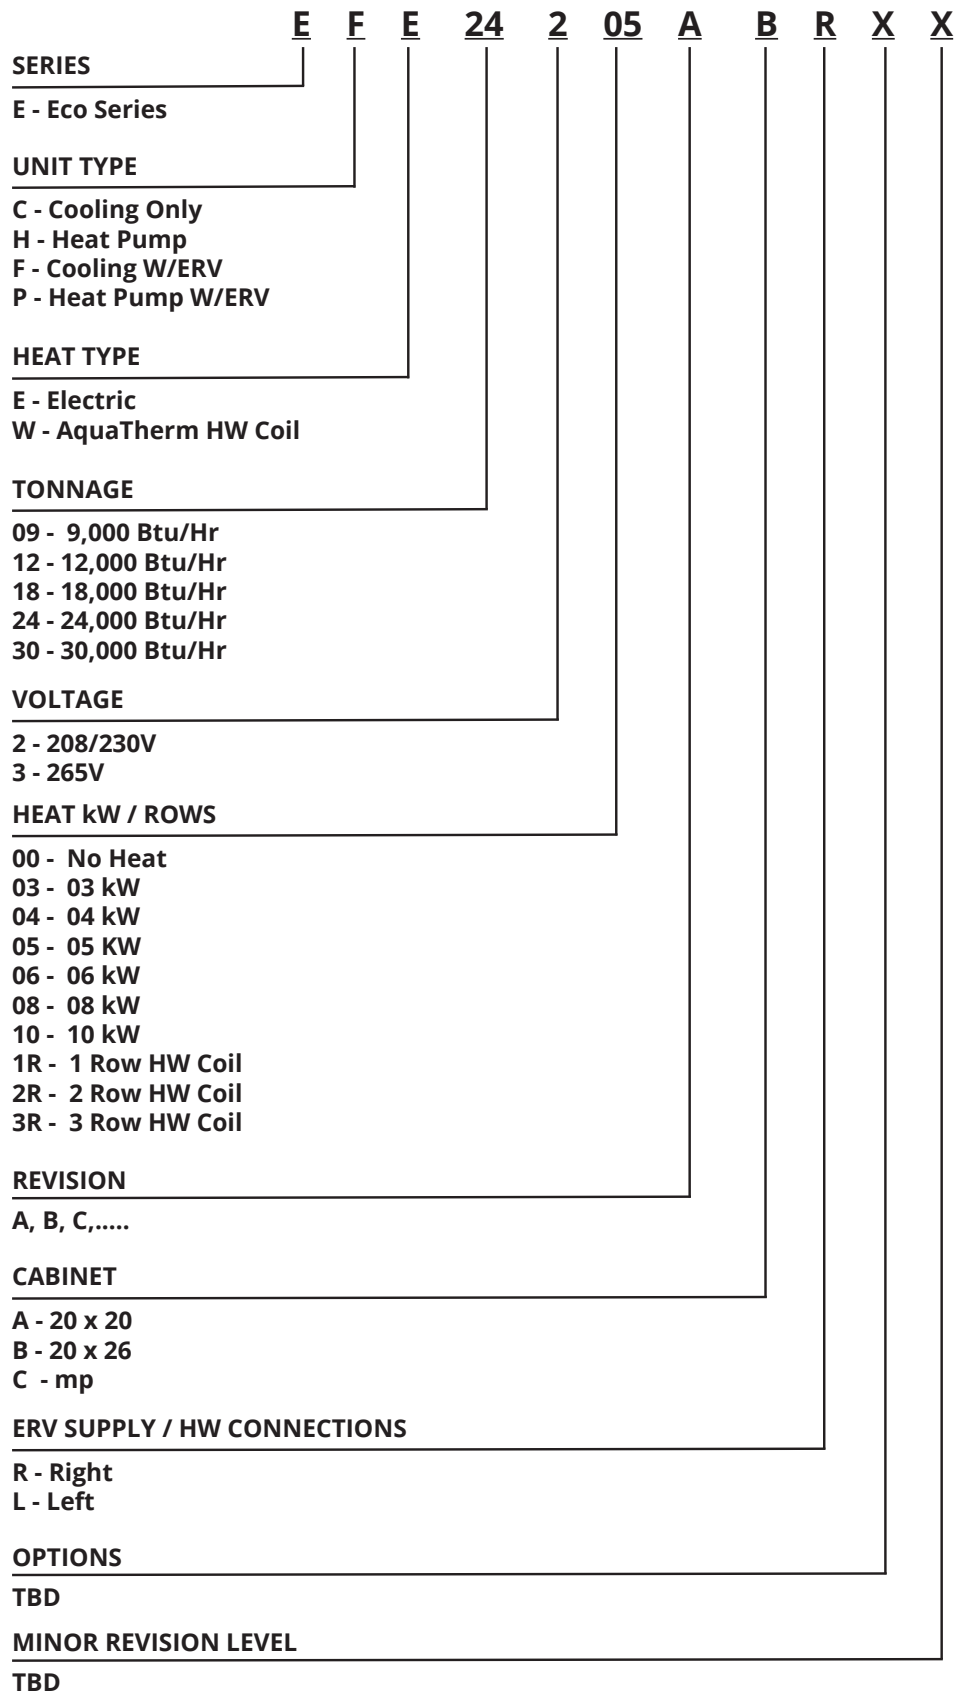 E F E 24 2 05 A B R X X
SERIES
E - Eco Series
UNIT TYPE
C - Cooling Only
H - Heat Pump
F - Cooling W/ERV
P - Heat Pump W/ERV
HEAT TYPE
E - Electric
W - AquaTherm HW Coil
TONNAGE
09 - 9,000 Btu/Hr
12 - 12,000 Btu/Hr
18 - 18,000 Btu/Hr
24 - 24,000 Btu/Hr
30 - 30,000 Btu/Hr
VOLTAGE
2 - 208/230V
3 - 265V
HEAT kW / ROWS
00 - No Heat
03 - 03 kW
04 - 04 kW
05 - 05 KW
06 - 06 kW
08 - 08 kW
10 - 10 kW
1R - 1 Row HW Coil
2R - 2 Row HW Coil
3R - 3 Row HW Coil
REVISION
A, B, C,.....
CABINET
A - 20 x 20
B - 20 x 26
C - mp
ERV SUPPLY / HW CONNECTIONS
R - Right
L - Left
OPTIONS
TBD
MINOR REVISION LEVEL
TBD